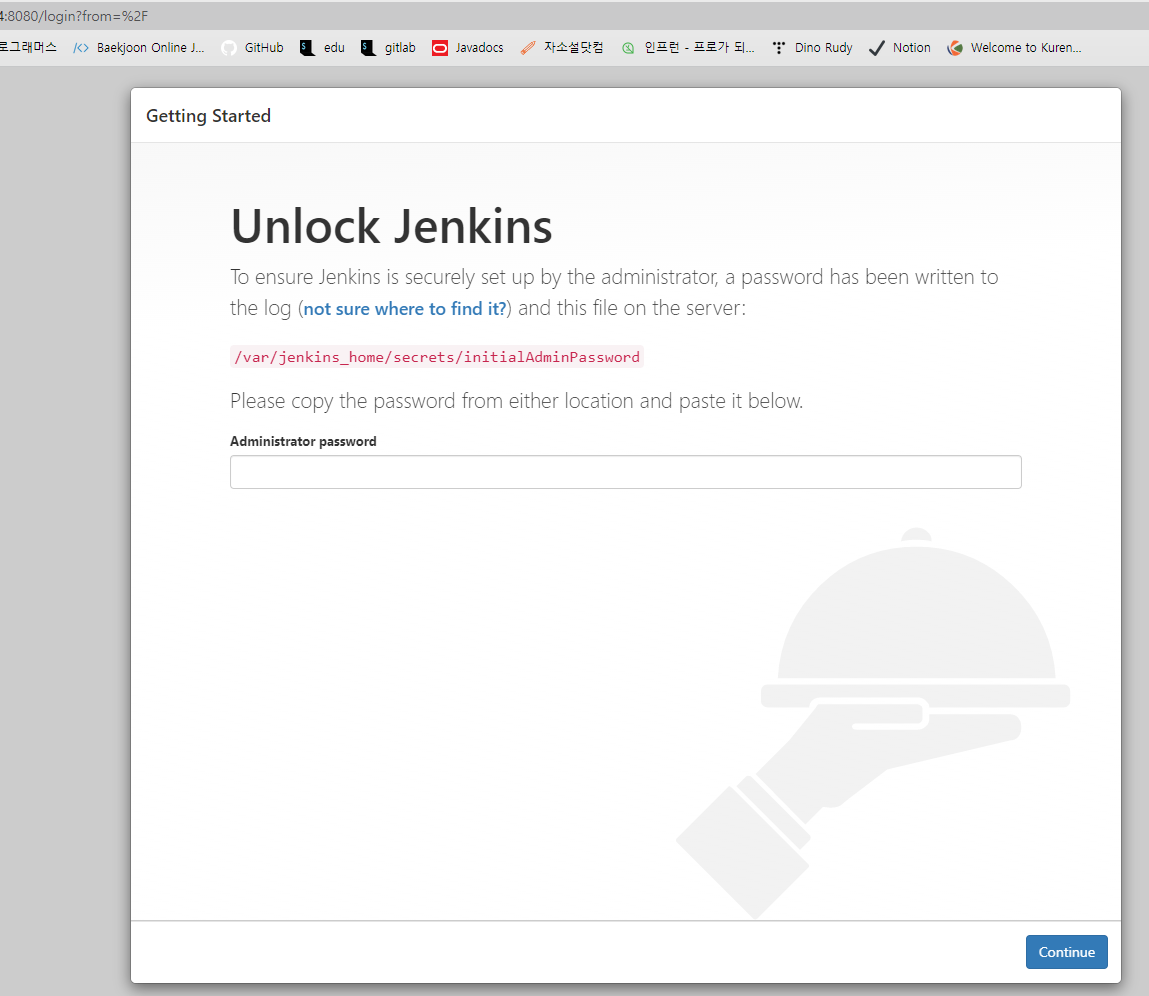 4:8080/login?from=%2F
로그래머스 Baekjoon Online J... GitHub edu gitlab Javadocs 자소설닷컴 인프런 - 프로가 되... Dino Rudy Notion Welcome to Kuren...
Getting Started
Unlock Jenkins
To ensure Jenkins is securely set up by the administrator, a password has been written to
the log (not sure where to find it?) and this file on the server:
/var/jenkins_home/secrets/initialAdminPassword
Please copy the password from either location and paste it below.
Administrator password
Continue